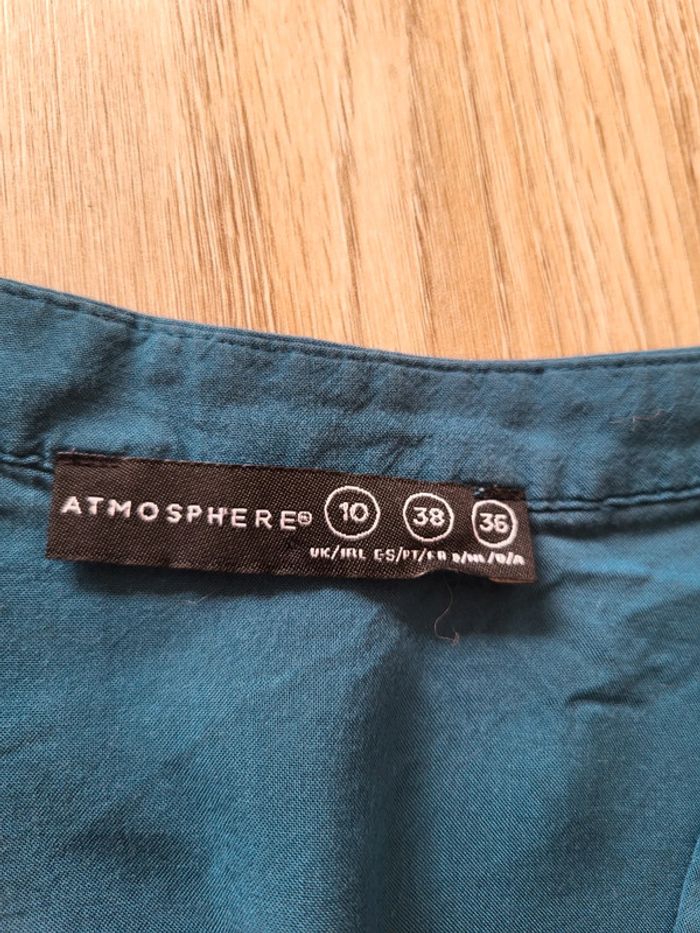 ATMOSPHERE® 10 38 36
UK/IRL ES/PT/FR